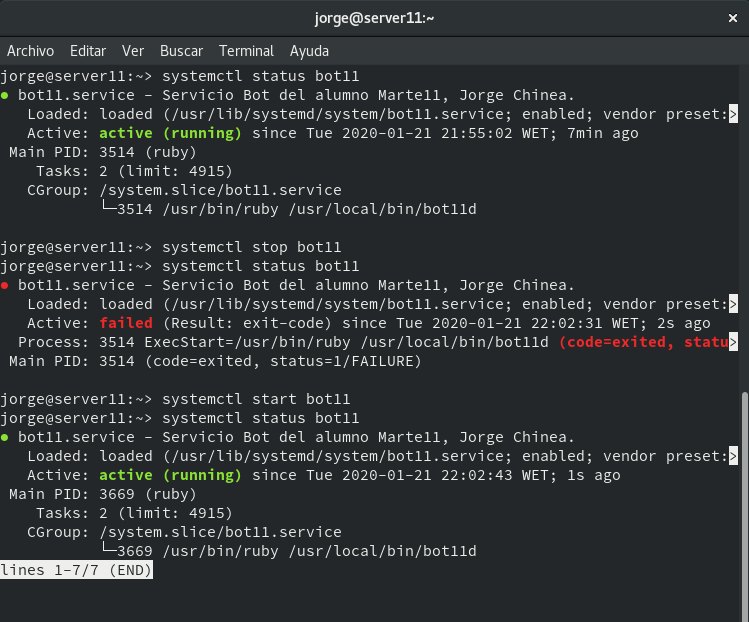 jorge@server11:~
Archivo Editar Ver Buscar Terminal Ayuda
jorge@server11:~> systemctl status bot11
● bot11.service - Servicio Bot del alumno Marte11, Jorge Chinea.
   Loaded: loaded (/usr/lib/systemd/system/bot11.service; enabled; vendor preset:>
   Active: active (running) since Tue 2020-01-21 21:55:02 WET; 7min ago
 Main PID: 3514 (ruby)
    Tasks: 2 (limit: 4915)
   CGroup: /system.slice/bot11.service
           └─3514 /usr/bin/ruby /usr/local/bin/bot11d
jorge@server11:~> systemctl stop bot11
jorge@server11:~> systemctl status bot11
● bot11.service - Servicio Bot del alumno Marte11, Jorge Chinea.
   Loaded: loaded (/usr/lib/systemd/system/bot11.service; enabled; vendor preset:>
   Active: failed (Result: exit-code) since Tue 2020-01-21 22:02:31 WET; 2s ago
  Process: 3514 ExecStart=/usr/bin/ruby /usr/local/bin/bot11d (code=exited, statu>
 Main PID: 3514 (code=exited, status=1/FAILURE)
jorge@server11:~> systemctl start bot11
jorge@server11:~> systemctl status bot11
● bot11.service - Servicio Bot del alumno Marte11, Jorge Chinea.
   Loaded: loaded (/usr/lib/systemd/system/bot11.service; enabled; vendor preset:>
   Active: active (running) since Tue 2020-01-21 22:02:43 WET; 1s ago
 Main PID: 3669 (ruby)
    Tasks: 2 (limit: 4915)
   CGroup: /system.slice/bot11.service
           └─3669 /usr/bin/ruby /usr/local/bin/bot11d
lines 1-7/7 (END)